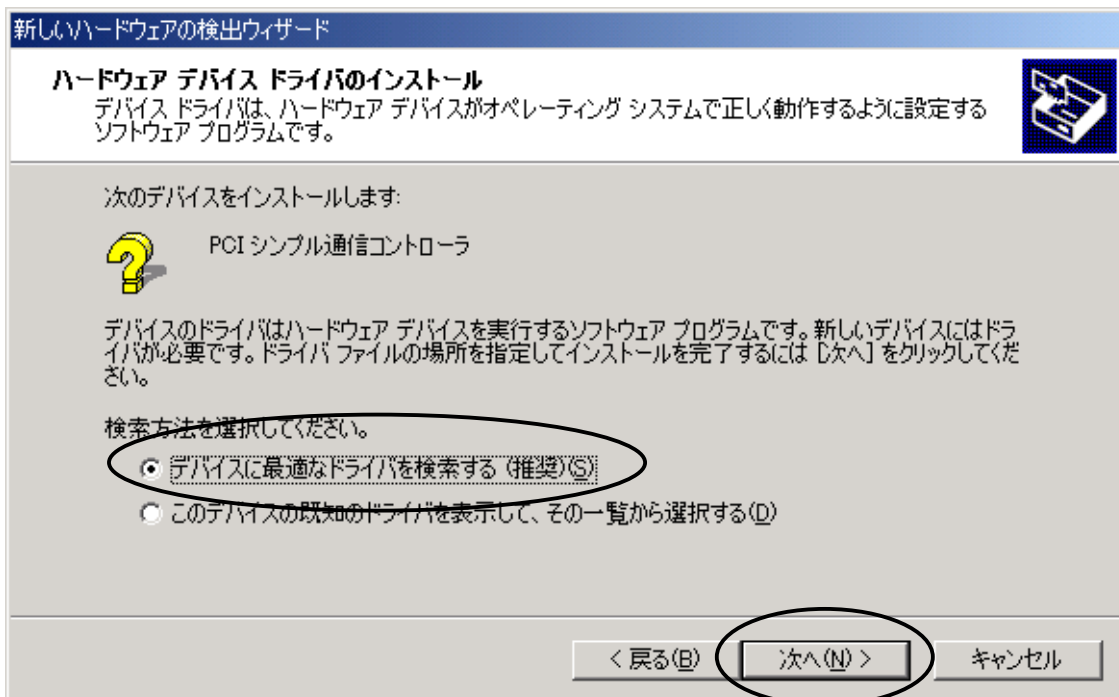 新しいハードウェアの検出ウィザード
ハードウェア デバイス ドライバのインストール
デバイス ドライバは、ハードウェア デバイスがオペレーティング システムで正しく動作するように設定する
ソフトウェア プログラムです。
次のデバイスをインストールします:
PCI シンプル通信コントローラ
デバイスのドライバはハードウェア デバイスを実行するソフトウェア プログラムです。新しいデバイスにはドラ
イバが必要です。ドライバ ファイルの場所を指定してインストールを完了するには [次へ] をクリックしてくだ
さい。
検索方法を選択してください。
デバイスに最適なドライバを検索する (推奨)(S)
このデバイスの既知のドライバを表示して、その一覧から選択する(D)
< 戻る(B) 次へ(N) > キャンセル